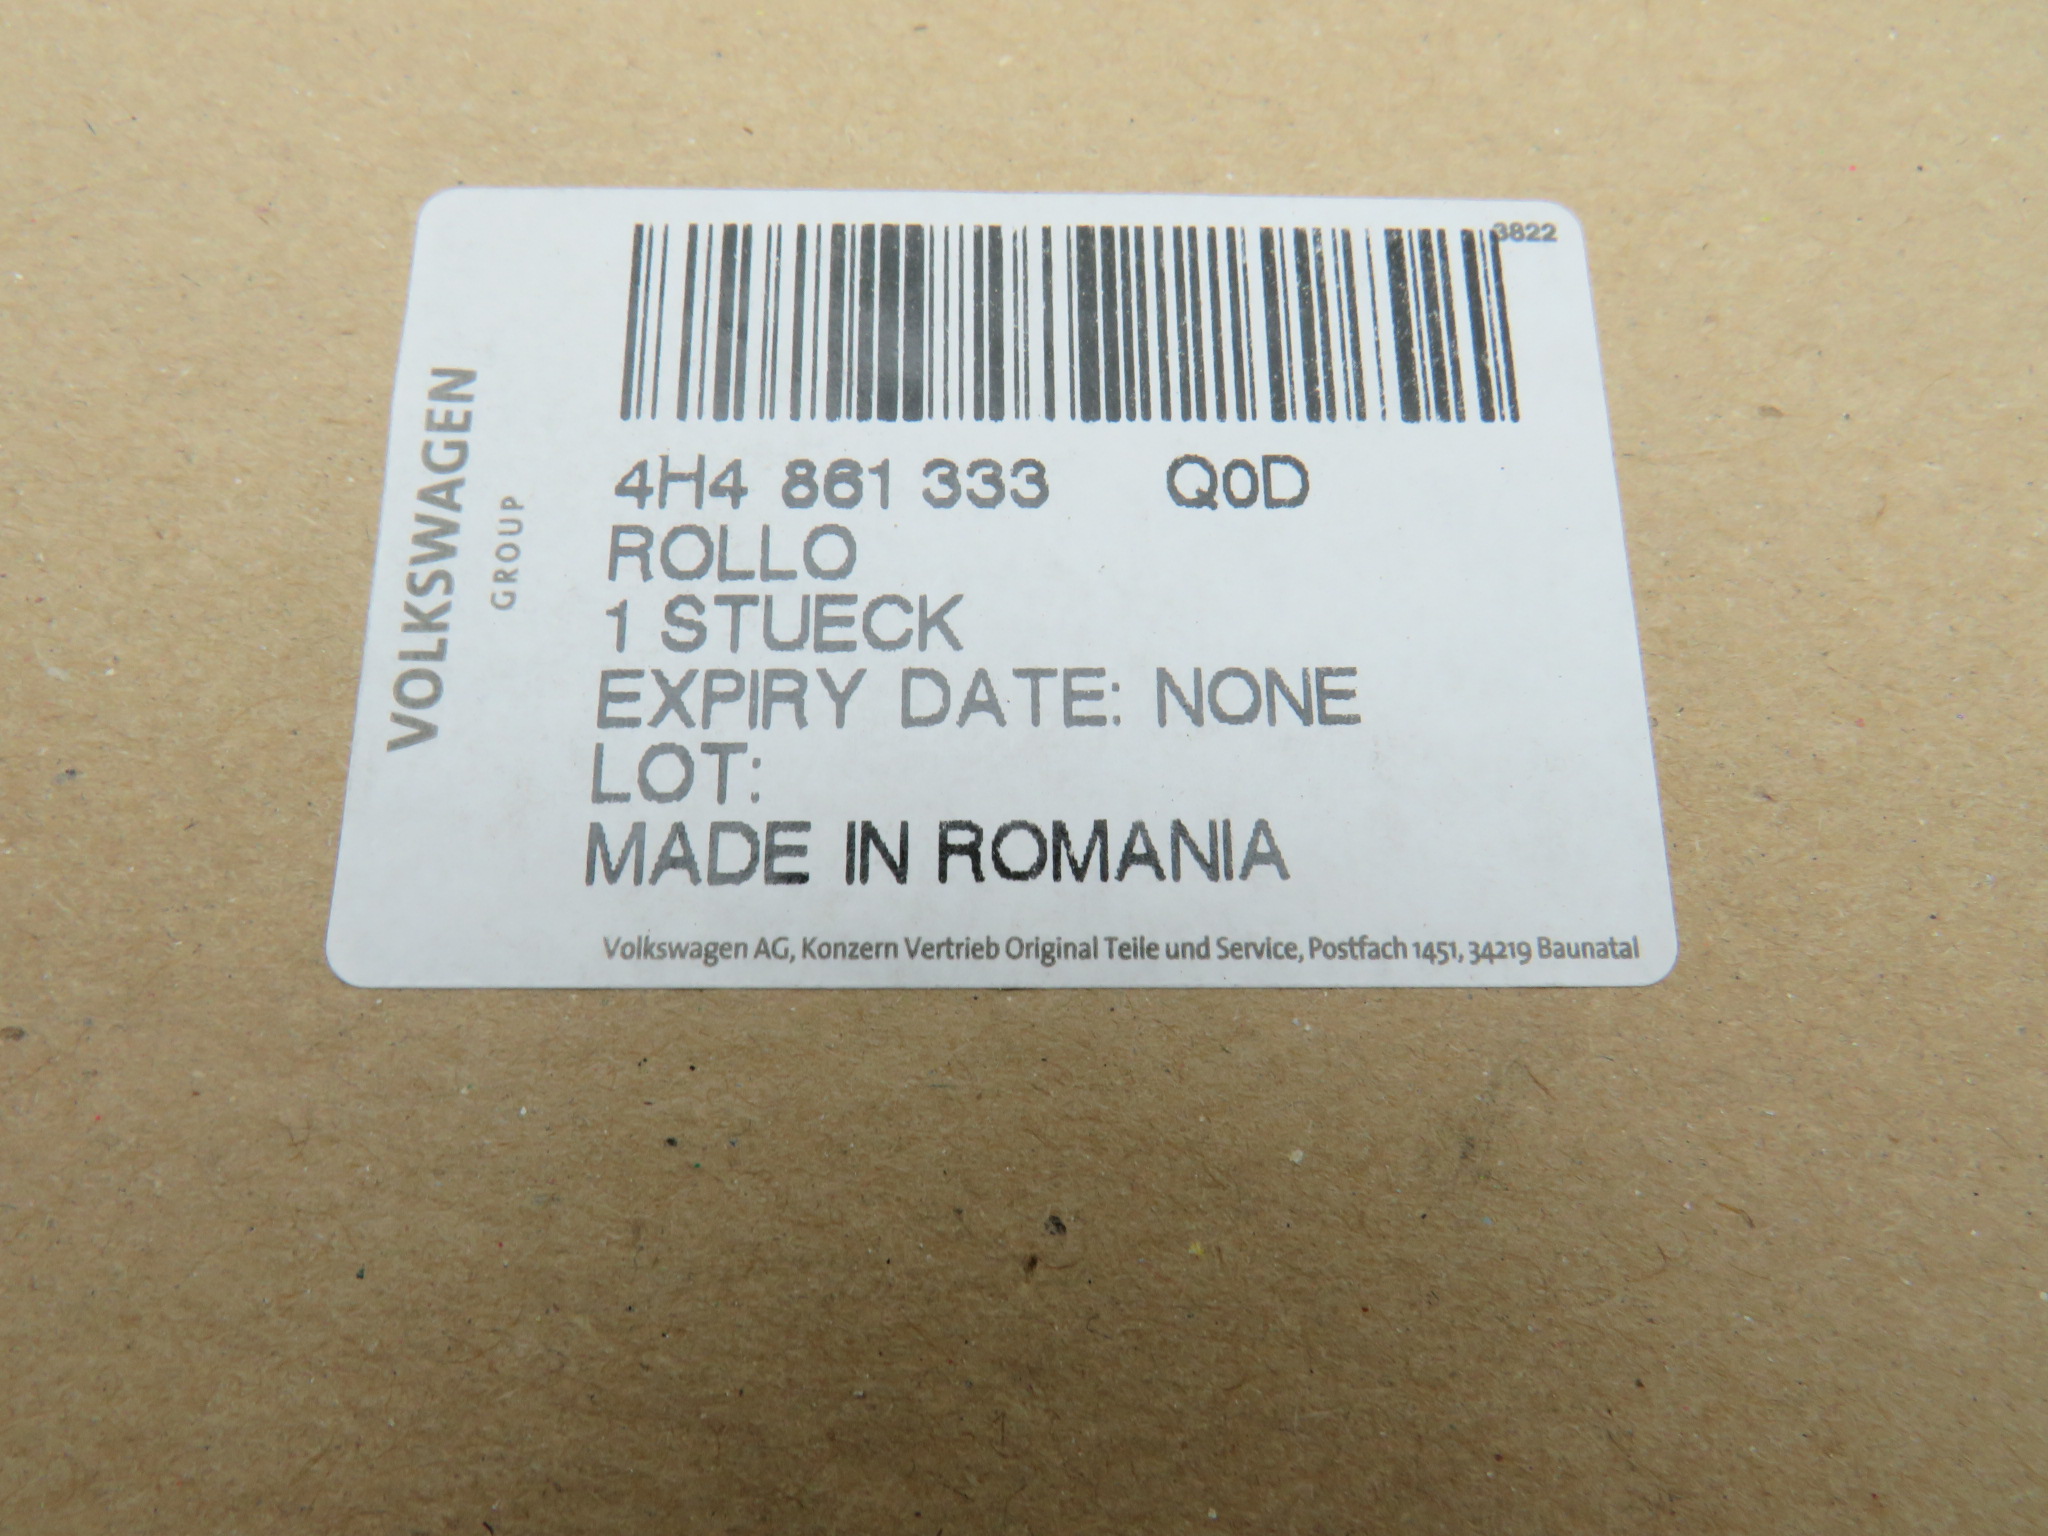 3822
VOLKSWAGEN
GROUP
4H4 861 333 Q0D
ROLLO
1 STUECK
EXPIRY DATE: NONE
LOT:
MADE IN ROMANIA
Volkswagen AG, Konzern Vertrieb Original Teile und Service, Postfach 1451, 34219 Baunatal